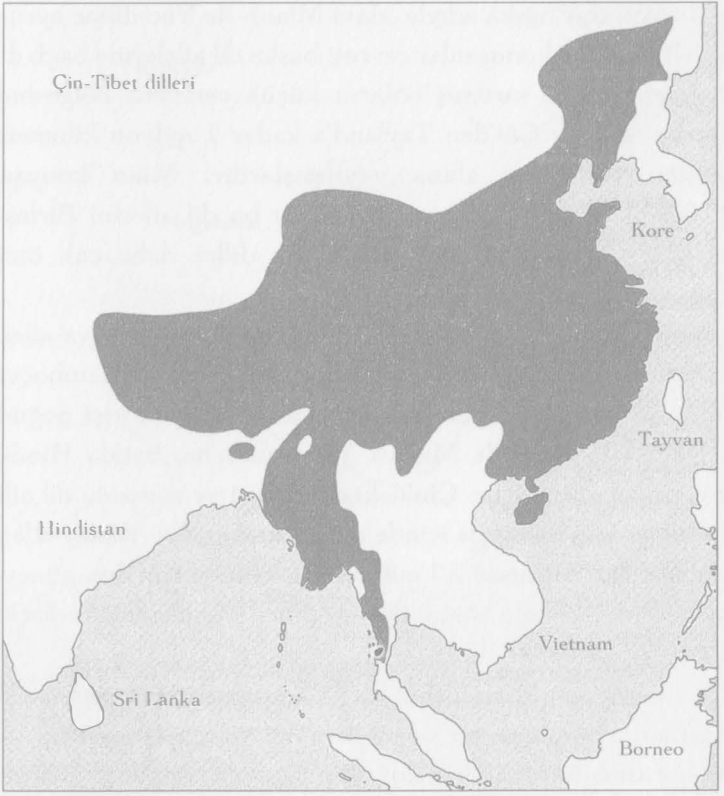 Çin-Tibet dilleri
Kore
Tayvan
Hindistan
Vietnam
Sri Lanka
Borneo